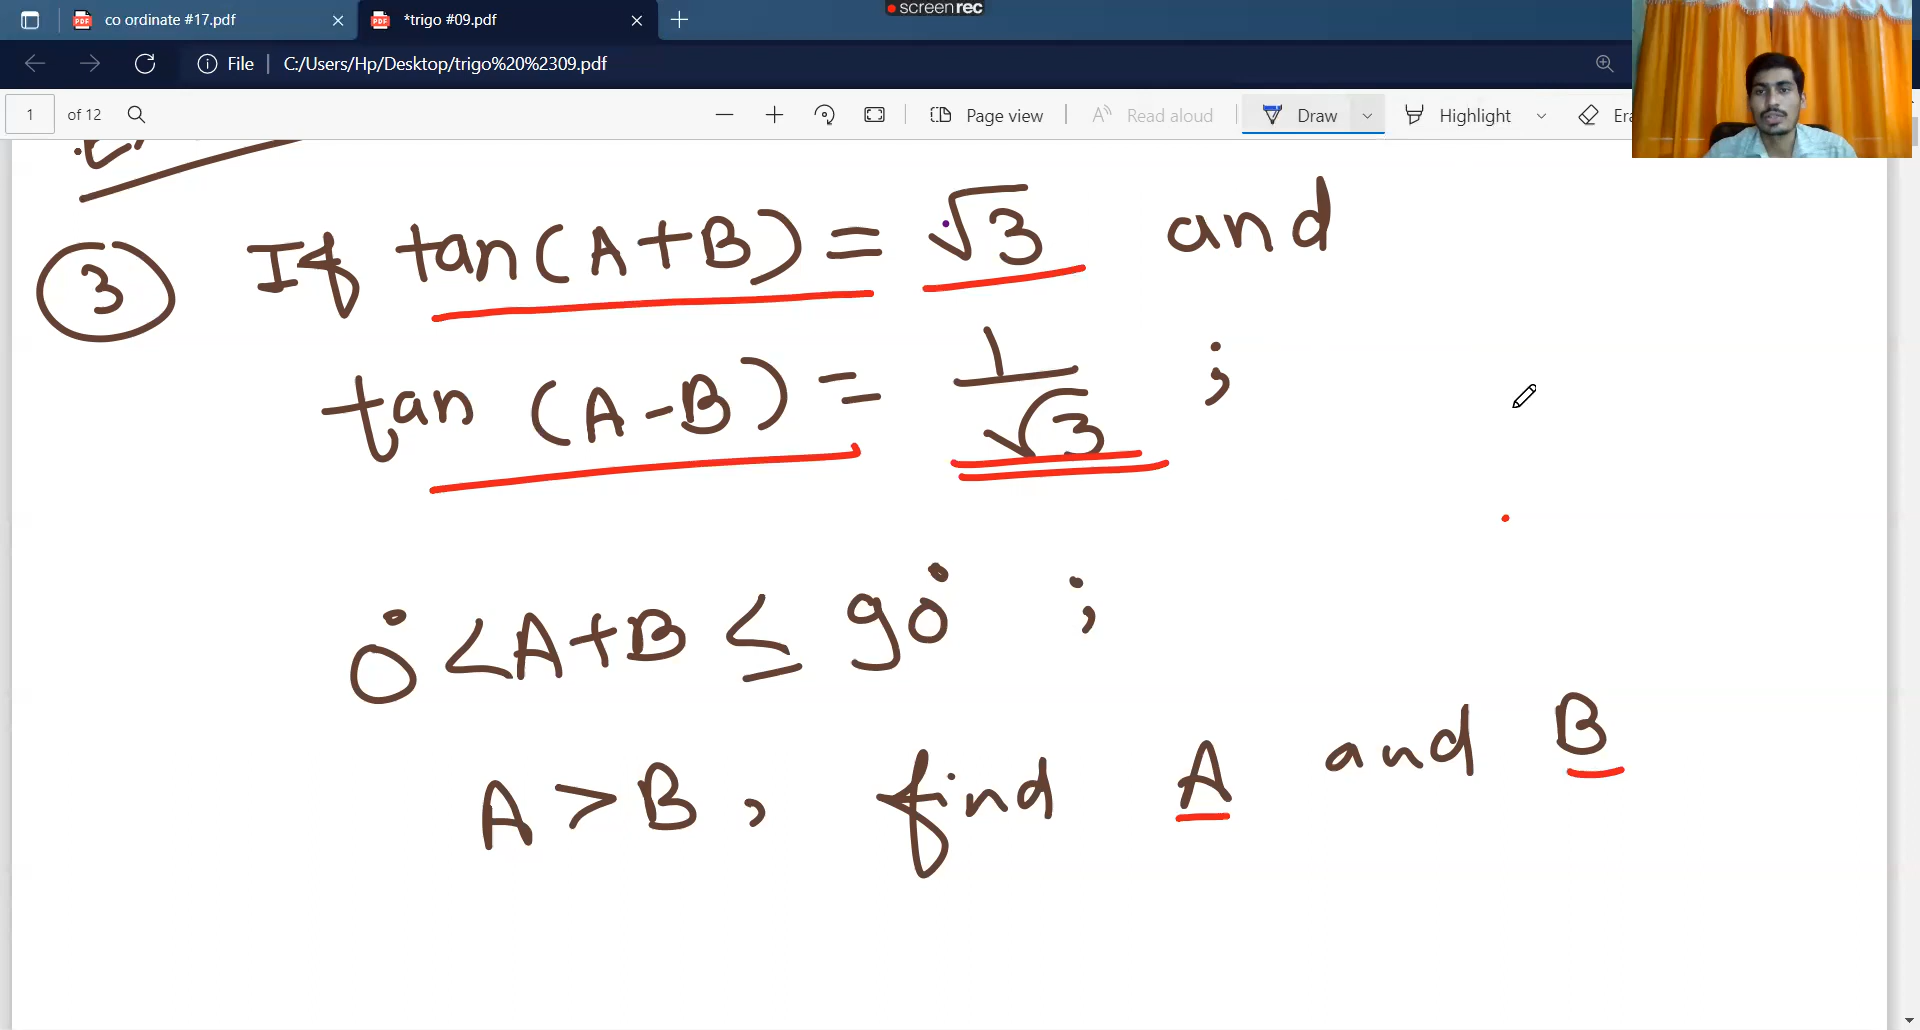 co ordinate #17.pdf
*trigo #09.pdf
screenrec
File
C:/Users/Hp/Desktop/trigo%20%2309.pdf
1 of 12
Page view
Read aloud
Draw
Highlight
Era
3 If tan(A+B) = √3 and
tan (A-B) = 1/√3 ;
0° < A+B ≤ 90° ;
A > B, find A and B